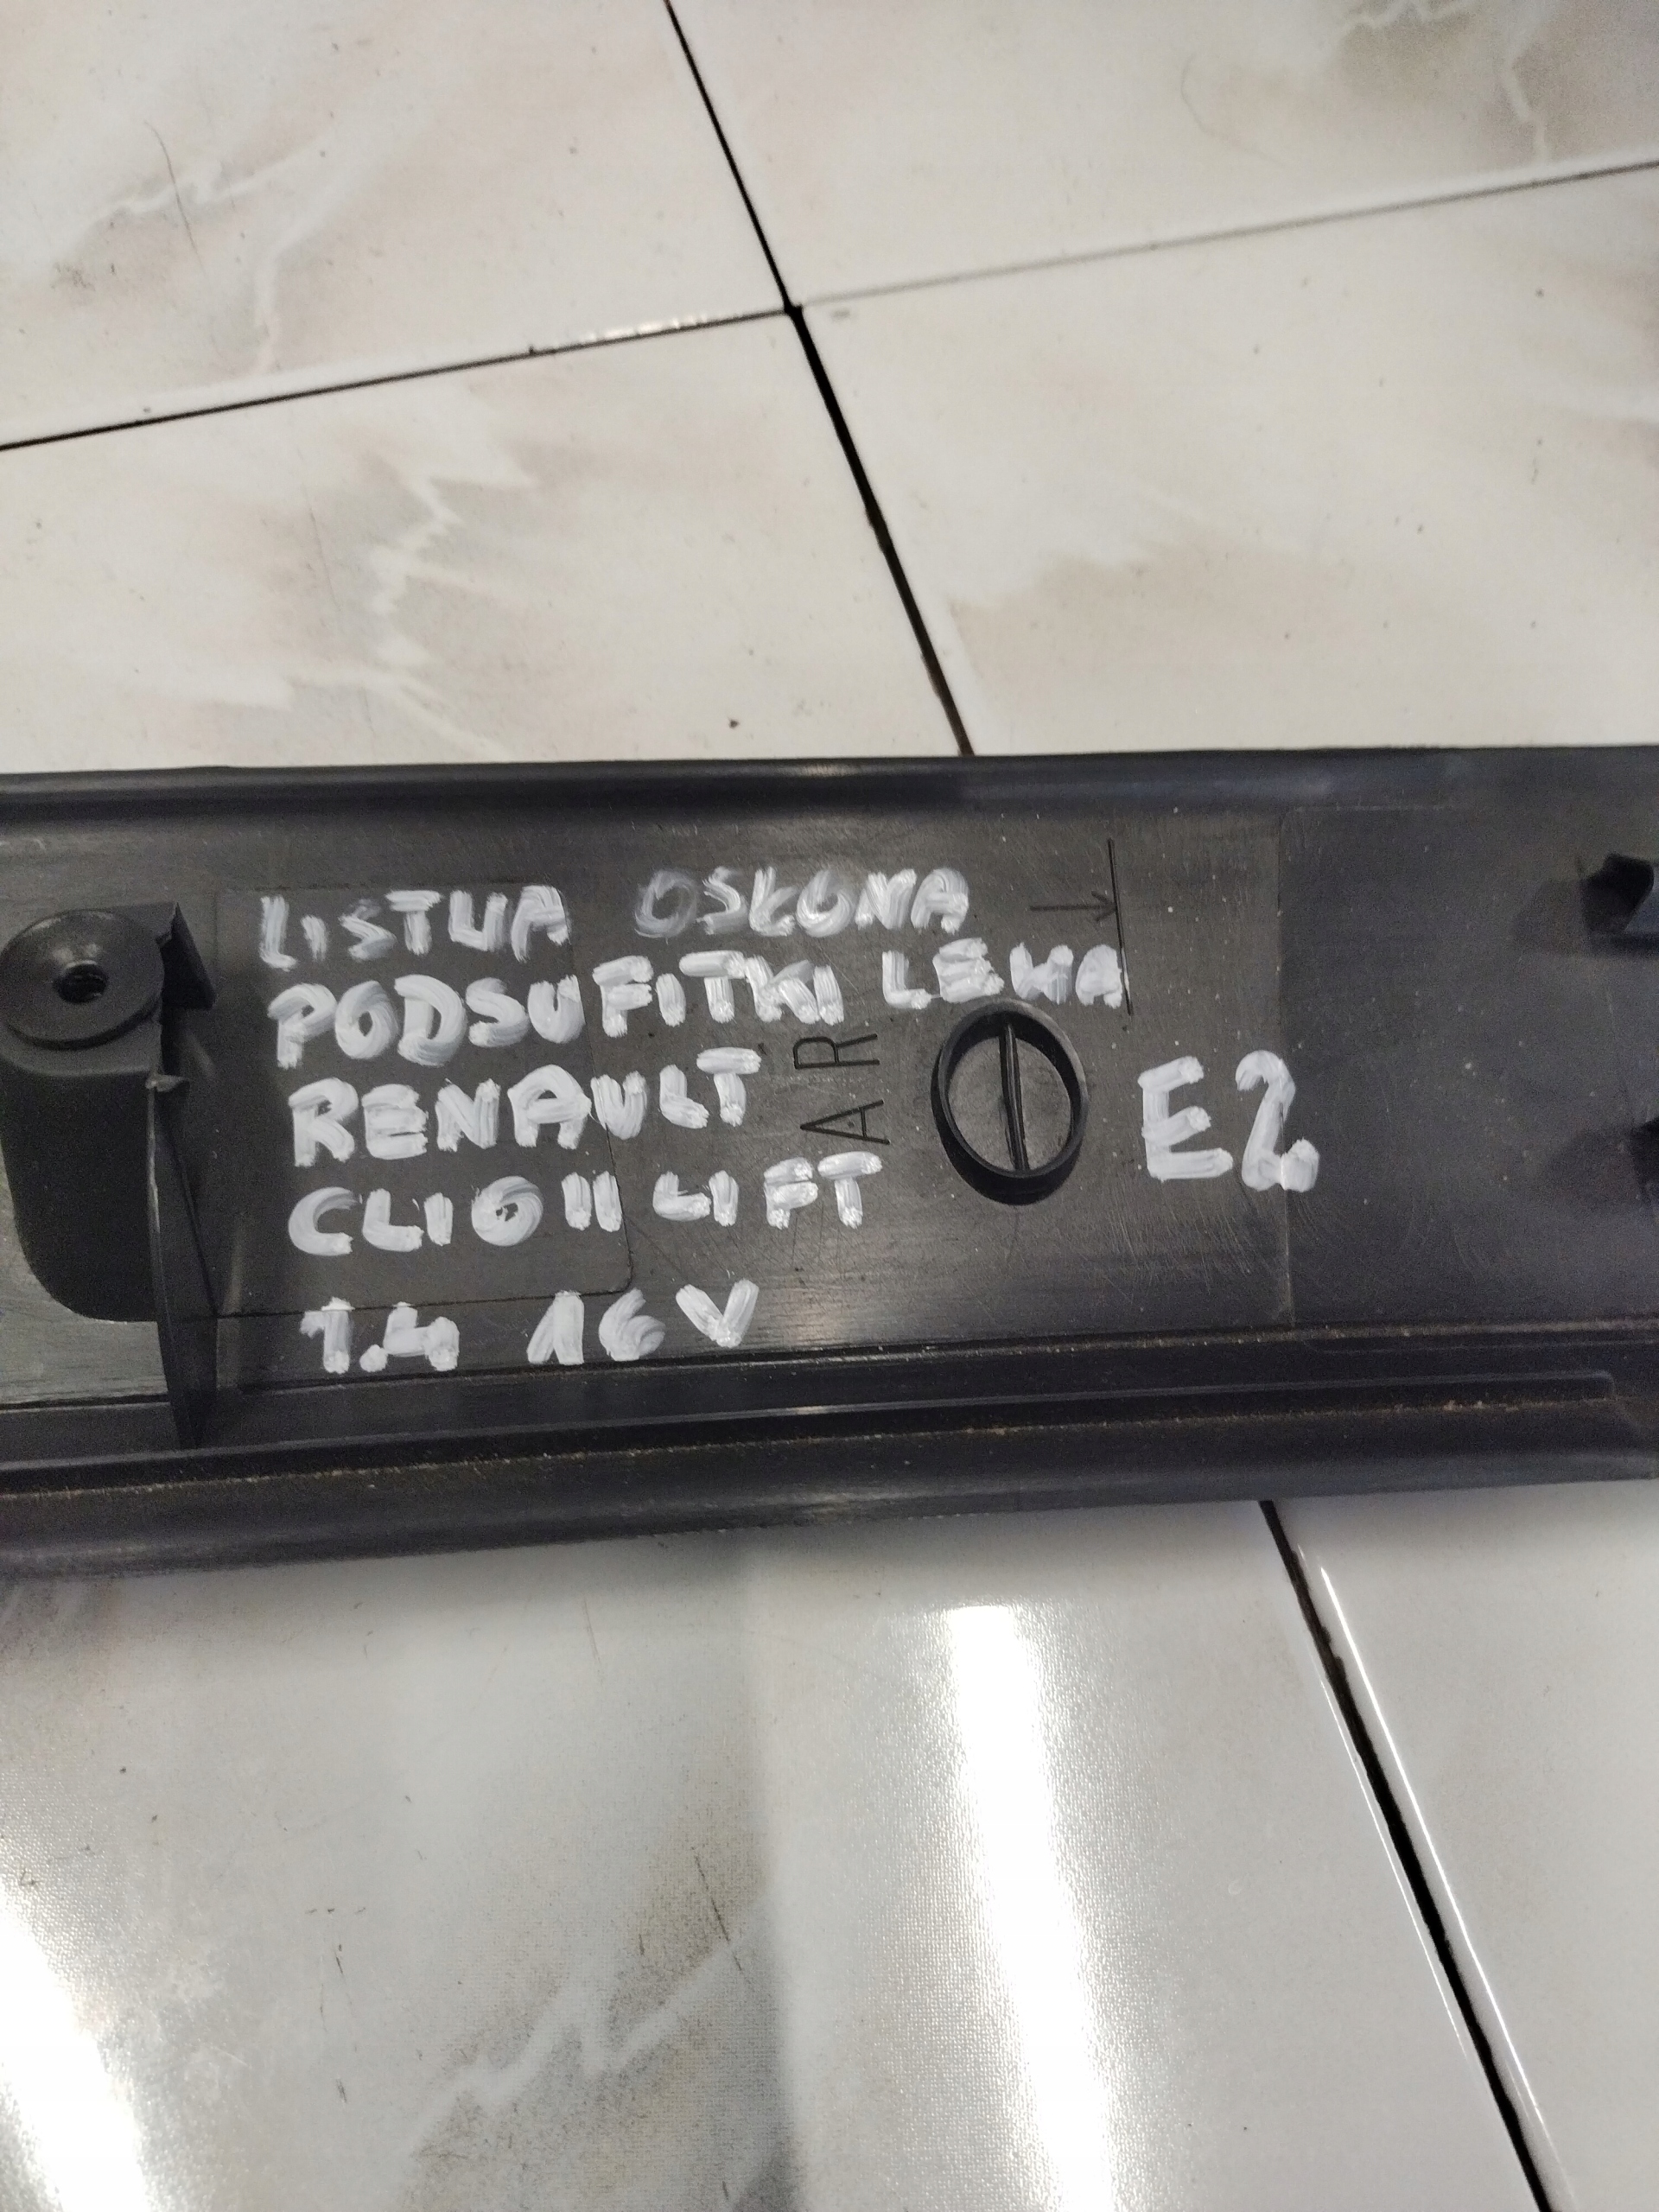 LISTWA OSŁONA
PODSUFITKI LEWA
RENAULT
CLIO II LIFT
1.4 16V
E2
AR